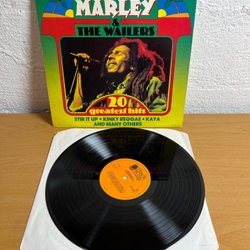 MARLEY
& THE WAILERS
20
greatest hits
STIR IT UP • KINKY REGGAE • KAYA
AND MANY OTHERS